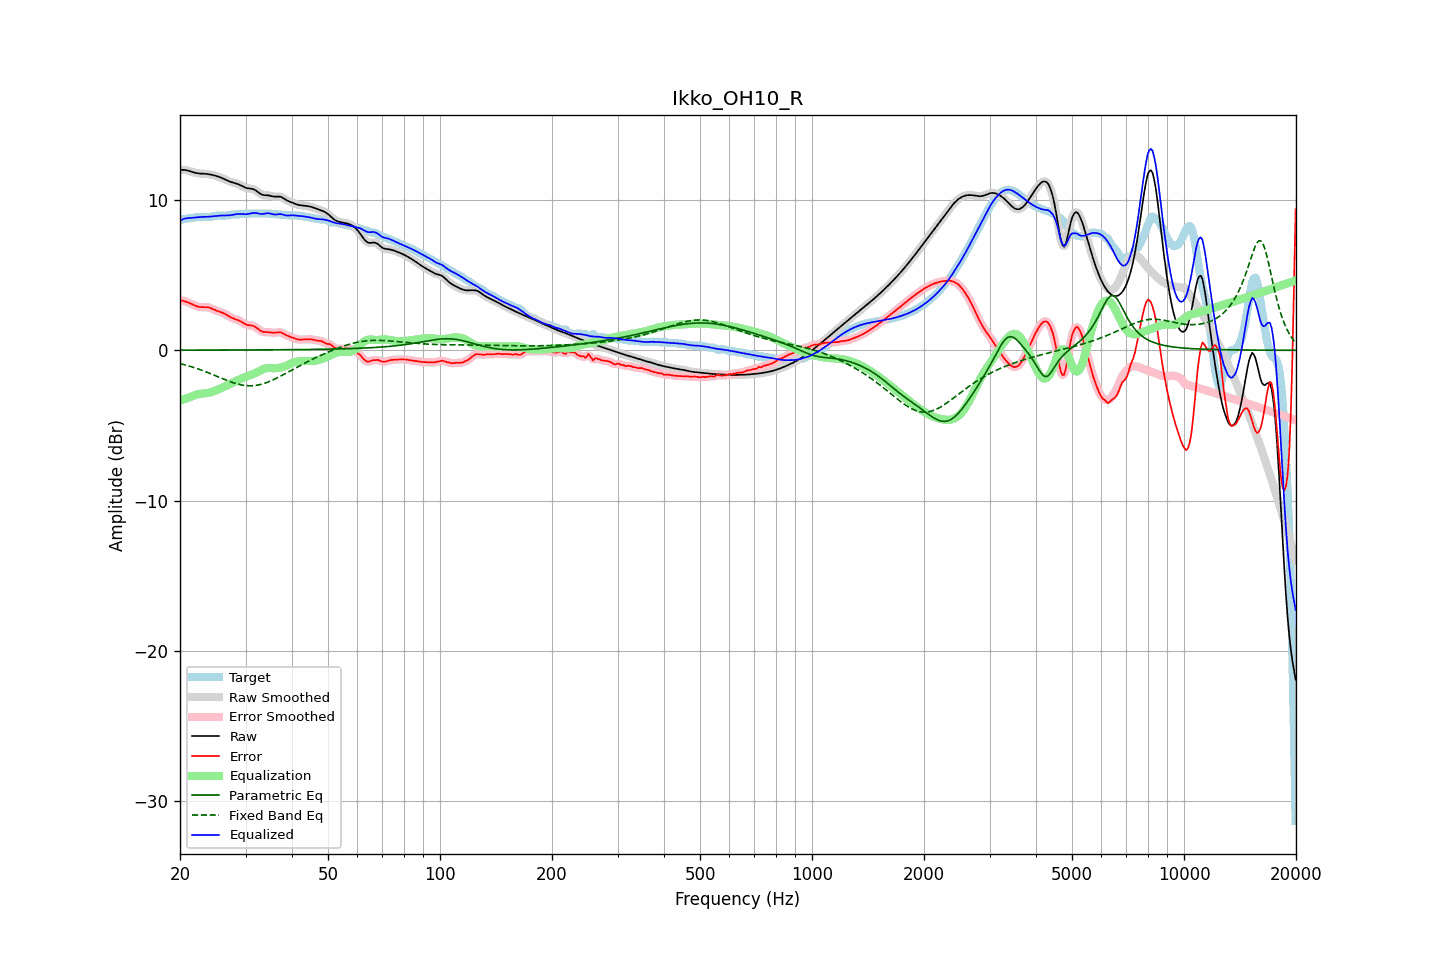 Ikko_OH10_R
10
0
−10
−20
−30
Amplitude (dBr)
Target
Raw Smoothed
Error Smoothed
Raw
Error
Equalization
Parametric Eq
Fixed Band Eq
Equalized
20 50 100 200 500 1000 2000 5000 10000 20000
Frequency (Hz)